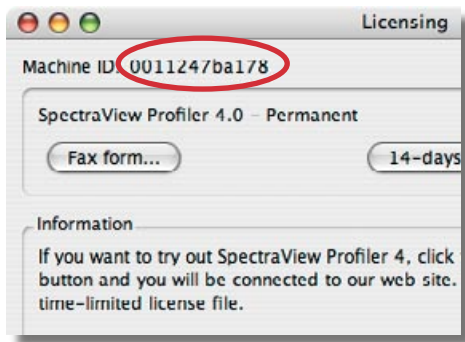 Licensing
Machine ID: 0011247ba178
SpectraView Profiler 4.0 – Permanent
Fax form...
14-days
Information
If you want to try out SpectraView Profiler 4, click
button and you will be connected to our web site.
time-limited license file.